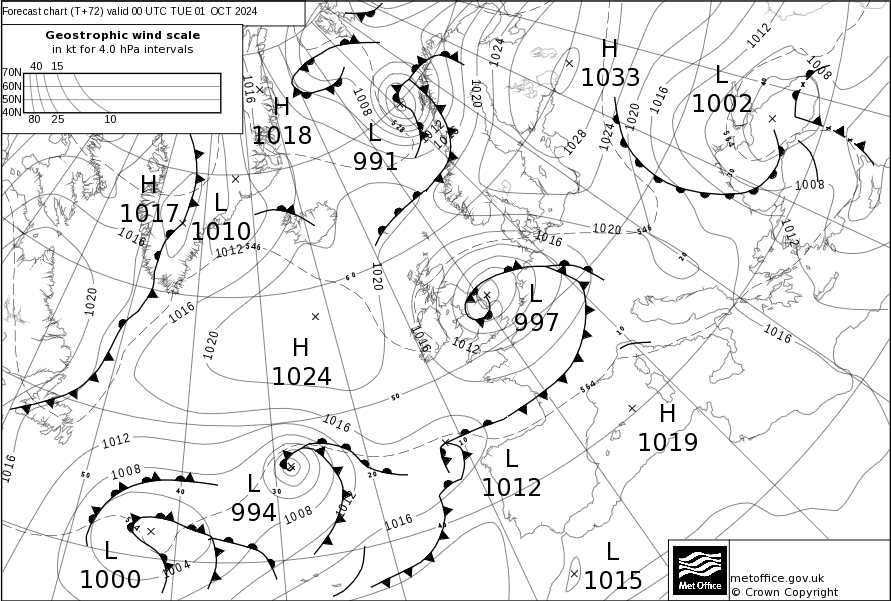 Forecast chart (T+72) valid 00 UTC TUE 01 OCT 2024
Geostrophic wind scale
in kt for 4.0 hPa intervals
40 15
70N
60N
50N
40N
80 25 10
H
1033
L
1002
H
1018
L
991
H
1017
L
1010
L
997
H
1024
H
1019
L
1012
L
994
L
1000
L
1015
1012
1008
1024
1020
1016
1008
1012
1016
1020
1024
1028
1016
1008
1012
1016
1012
546
1016
1020
546
1020
1016
1020
1020
60
20
1016
1012
10
1016
50
564
1016
1012
1008
1016
50
40
30
20
10
1012
1008
1016
40
1004
Met Office
metoffice.gov.uk
© Crown Copyright